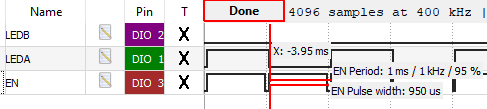 Name Pin T Done 4096 samples at 400 kHz |
LEDB DIO 2 X
LEDA DIO 1 X X: -3.95 ms
EN Period: 1 ms / 1 kHz / 95 %
EN DIO 3 X
EN Pulse width: 950 us